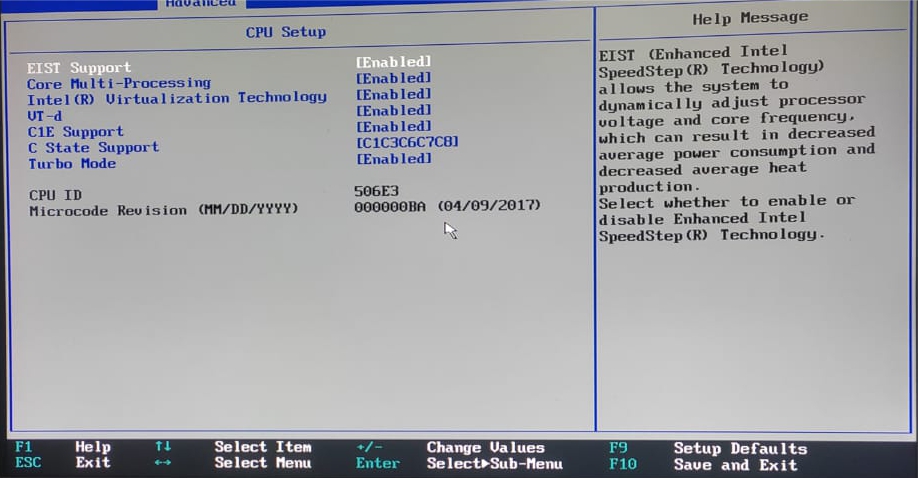 Advanced
CPU Setup
EIST Support [Enabled]
Core Multi-Processing [Enabled]
Intel(R) Virtualization Technology [Enabled]
VT-d [Enabled]
C1E Support [Enabled]
C State Support [C1C3C6C7C8]
Turbo Mode [Enabled]
CPU ID 506E3
Microcode Revision (MM/DD/YYYY) 000000BA (04/09/2017)
Help Message
EIST (Enhanced Intel
SpeedStep(R) Technology)
allows the system to
dynamically adjust processor
voltage and core frequency,
which can result in decreased
average power consumption and
decreased average heat
production.
Select whether to enable or
disable Enhanced Intel
SpeedStep(R) Technology.
F1 Help ↑↓ Select Item +/- Change Values F9 Setup Defaults
ESC Exit ↔ Select Menu Enter Select▶Sub-Menu F10 Save and Exit